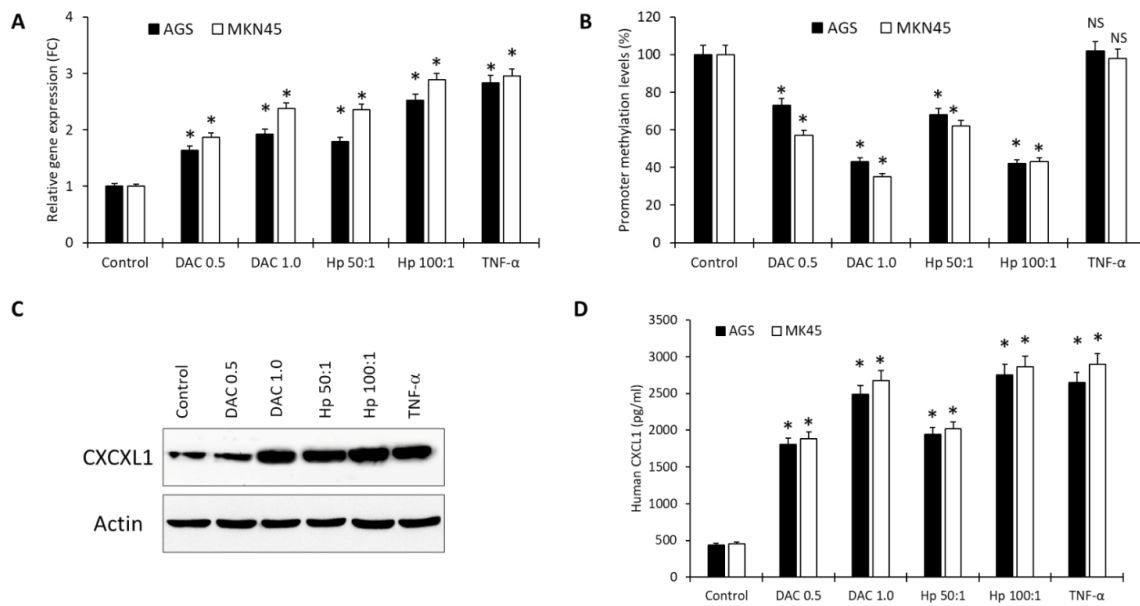 A
AGS MKN45
Relative gene expression (FC)
4
3
2
1
0
* * * * * * * * * *
Control DAC 0.5 DAC 1.0 Hp 50:1 Hp 100:1 TNF-α
B
AGS MKN45
Promoter methylation levels (%)
120
100
80
60
40
20
0
* * * * * * * * NS NS
Control DAC 0.5 DAC 1.0 Hp 50:1 Hp 100:1 TNF-α
C
Control DAC 0.5 DAC 1.0 Hp 50:1 Hp 100:1 TNF-α
CXCXL1
Actin
D
AGS MK45
Human CXCL1 (pg/ml)
3500
3000
2500
2000
1500
1000
500
0
* * * * * * * * * *
Control DAC 0.5 DAC 1.0 Hp 50:1 Hp 100:1 TNF-α